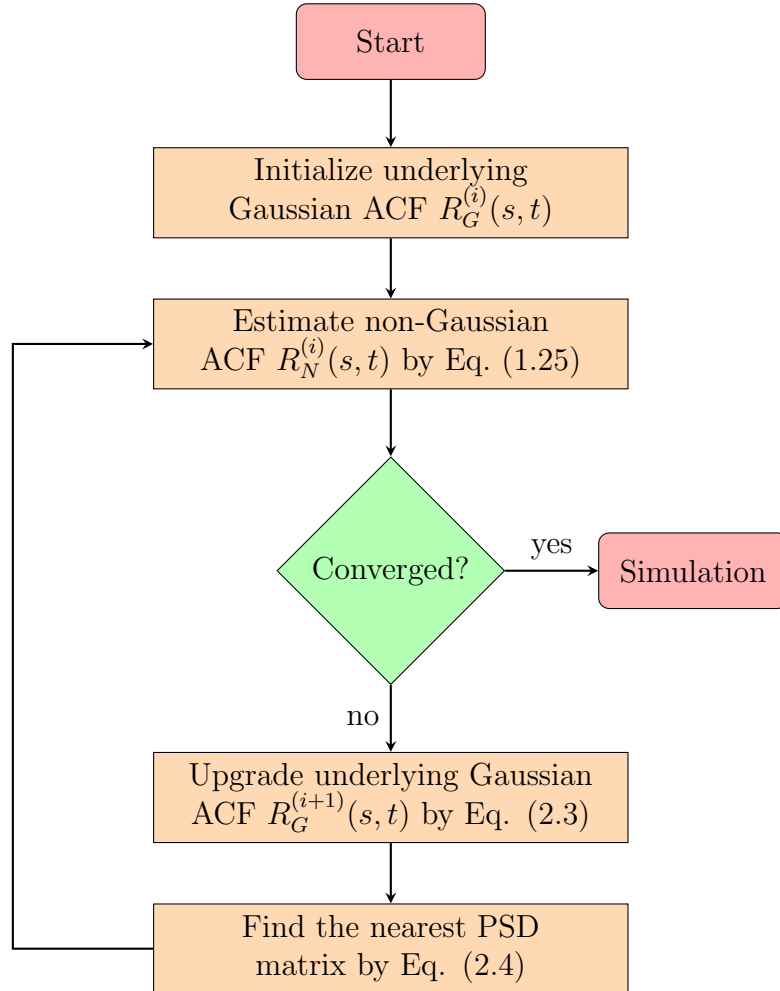 Start
Initialize underlying
Gaussian ACF $R_G^{(i)}(s,t)$
Estimate non-Gaussian
ACF $R_N^{(i)}(s,t)$ by Eq. (1.25)
Converged?
yes
Simulation
no
Upgrade underlying Gaussian
ACF $R_G^{(i+1)}(s,t)$ by Eq. (2.3)
Find the nearest PSD
matrix by Eq. (2.4)